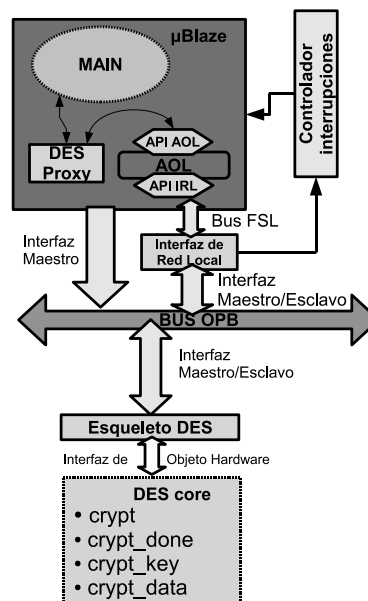 µBlaze
MAIN
DES
Proxy
API AOL
AOL
API IRL
Controlador
interrupciones
Bus FSL
Interfaz
Maestro
Interfaz de
Red Local
Interfaz
Maestro/Esclavo
BUS OPB
Interfaz
Maestro/Esclavo
Esqueleto DES
Interfaz de
Objeto Hardware
DES core
• crypt
• crypt_done
• crypt_key
• crypt_data